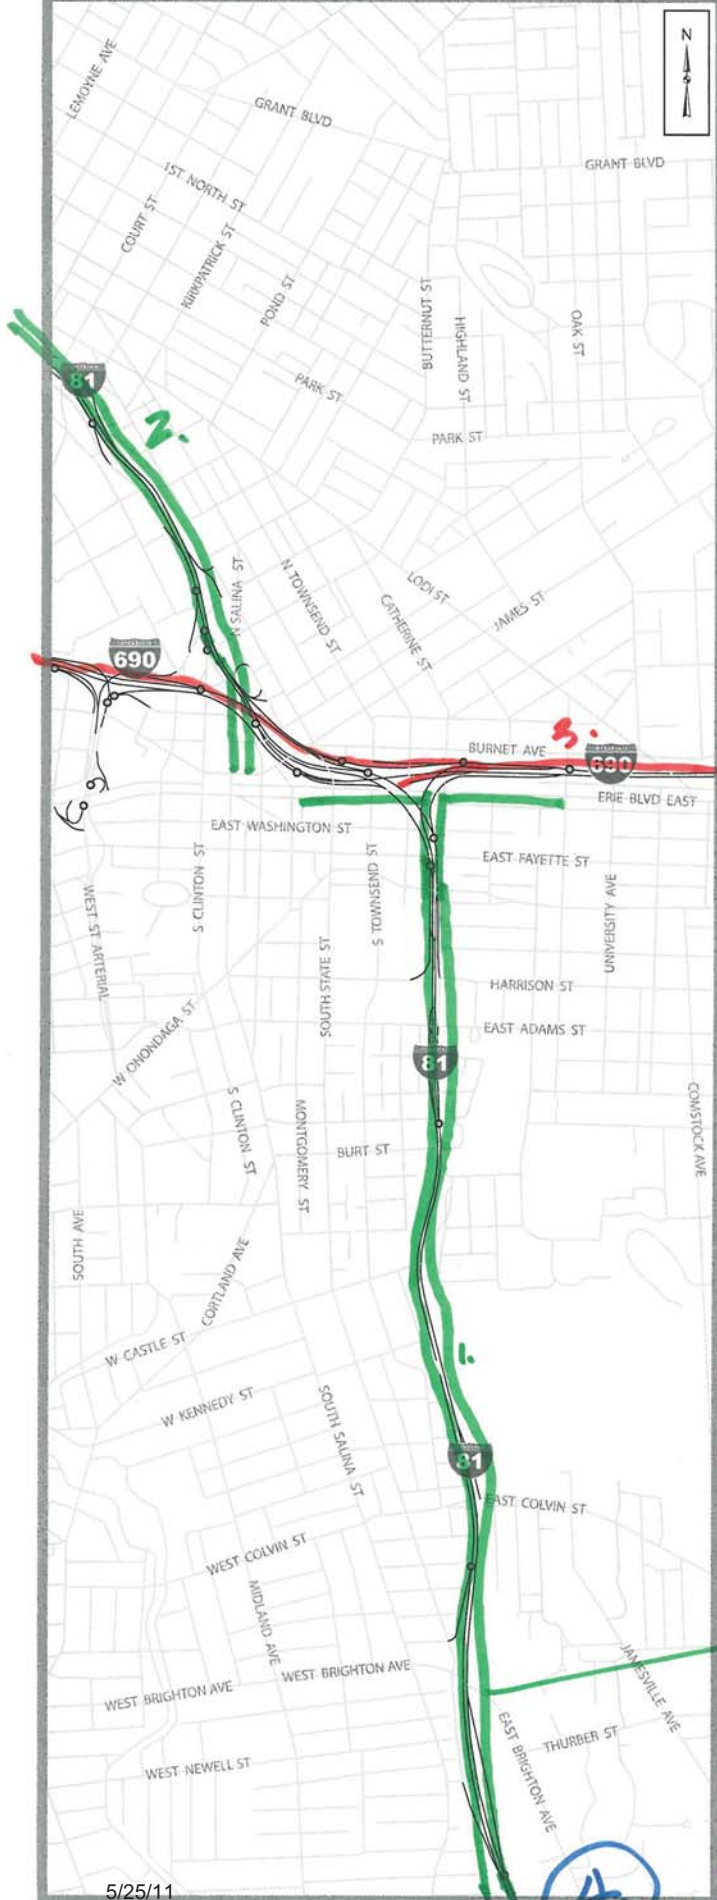 N
LEMOYNE AVE
GRANT BLVD
GRANT BLVD
1ST NORTH ST
COURT ST
KIRKPATRICK ST
POND ST
BUTTERNUT ST
HIGHLAND ST
OAK ST
81
PARK ST
2.
PARK ST
N SALINA ST
N TOWNSEND ST
LODI ST
CATHERINE ST
JAMES ST
690
3.
BURNET AVE
690
ERIE BLVD EAST
EAST WASHINGTON ST
EAST FAYETTE ST
S CLINTON ST
S TOWNSEND ST
UNIVERSITY AVE
WEST ST ARTERIAL
SOUTH STATE ST
HARRISON ST
EAST ADAMS ST
W ONONDAGA ST
81
S CLINTON ST
MONTGOMERY ST
BURT ST
COMSTOCK AVE
SOUTH AVE
CORTLAND AVE
W CASTLE ST
1.
W KENNEDY ST
SOUTH SALINA ST
81
EAST COLVIN ST
WEST COLVIN ST
MIDLAND AVE
JAMESVILLE AVE
WEST BRIGHTON AVE
WEST BRIGHTON AVE
EAST BRIGHTON AVE
THURBER ST
WEST NEWELL ST
5/25/11